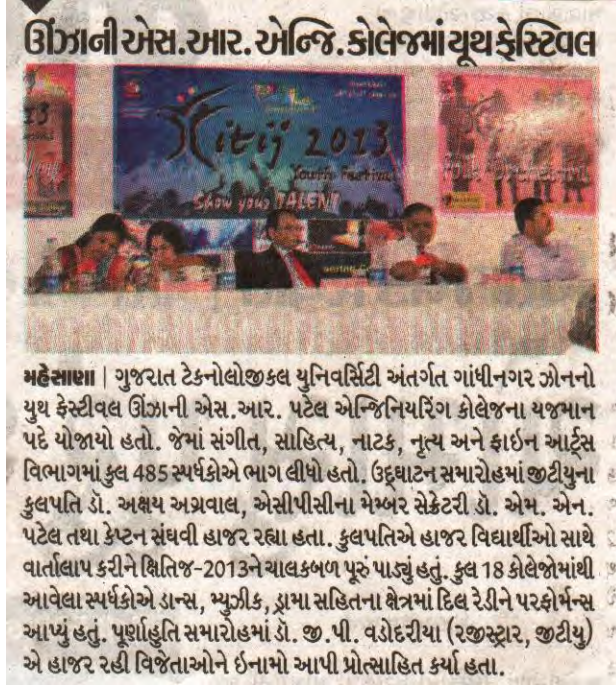 ઊંઝાની એસ.આર. એન્જિ. કોલેજમાં યૂથ ફેસ્ટિવલ
Xitij 2013
Youth Festival
Show your TALENT
મહેસાણા | ગુજરાત ટેકનોલોજીકલ યુનિવર્સિટી અંતર્ગત ગાંધીનગર ઝોનનો
યુથ ફેસ્ટીવલ ઊંઝાની એસ.આર. પટેલ એન્જિનિયરિંગ કોલેજના યજમાન
પદે યોજાયો હતો. જેમાં સંગીત, સાહિત્ય, નાટક, નૃત્ય અને ફાઇન આર્ટ્સ
વિભાગમાં કુલ 485 સ્પર્ધકોએ ભાગ લીધો હતો. ઉદ્દઘાટન સમારોહમાં જીટીયુના
કુલપતિ ડૉ. અક્ષય અગ્રવાલ, એસીપીસીના મેમ્બર સેક્રેટરી ડૉ. એમ. એન.
પટેલ તથા કેપ્ટન સંઘવી હાજર રહ્યા હતા. કુલપતિએ હાજર વિદ્યાર્થીઓ સાથે
વાર્તાલાપ કરીને ક્ષિતિજ-2013ને ચાલકબળ પૂરું પાડ્યું હતું. કુલ 18 કોલેજોમાંથી
આવેલા સ્પર્ધકોએ ડાન્સ, મ્યુઝીક, ડ્રામા સહિતના ક્ષેત્રમાં દિલ રેડીને પરફોર્મન્સ
આપ્યું હતું. પૂર્ણાહુતિ સમારોહમાં ડૉ. જી.પી. વડોદરીયા (રજીસ્ટ્રાર, જીટીયુ)
એ હાજર રહી વિજેતાઓને ઇનામો આપી પ્રોત્સાહિત કર્યા હતા.